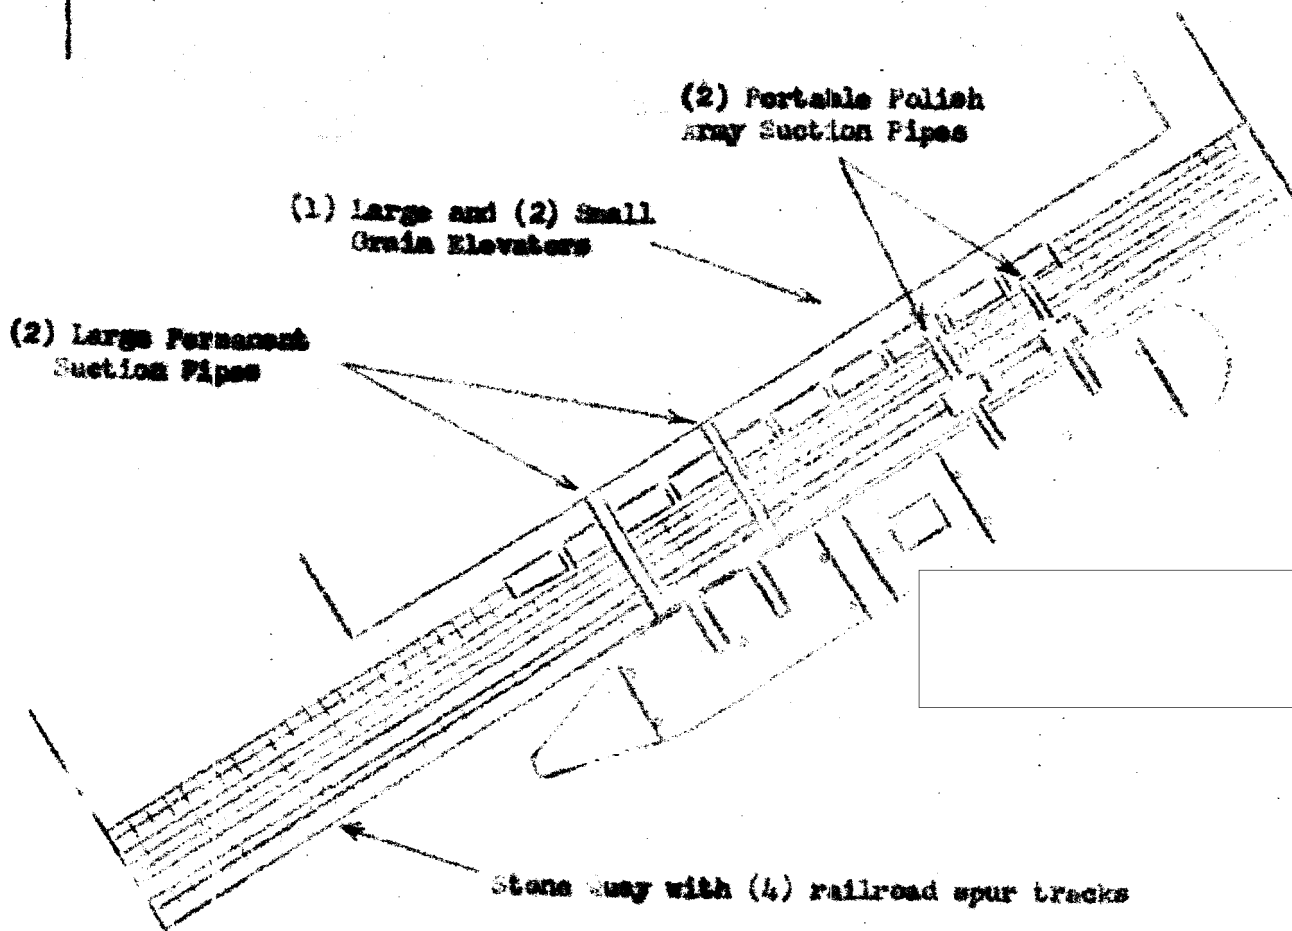 (2) Portable Polish
Army Suction Pipes
(1) Large and (2) Small
Grain Elevators
(2) Large Permanent
Suction Pipes
Stone Quay with (4) railroad spur tracks